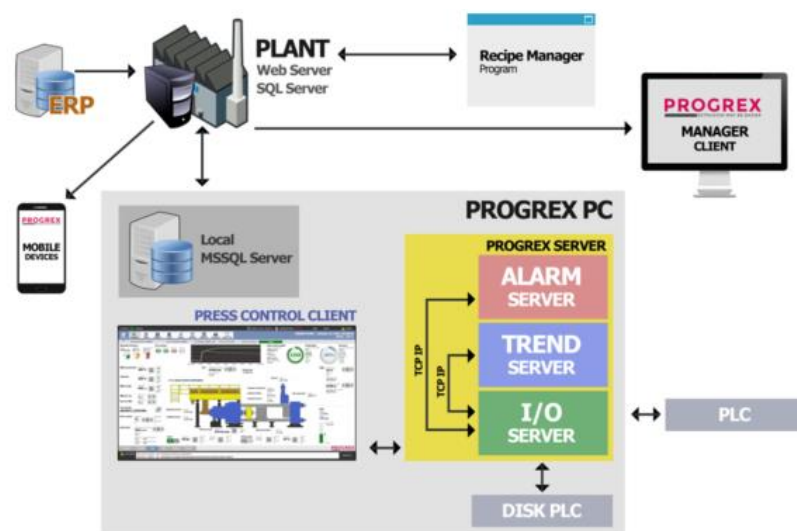 ERP
PLANT
Web Server
SQL Server
Recipe Manager
Program
PROGREX
MANAGER
CLIENT
PROGREX
MOBILE
DEVICES
PROGREX PC
Local
MSSQL Server
PROGREX SERVER
ALARM
SERVER
TREND
SERVER
I/O
SERVER
TCP IP
TCP IP
PRESS CONTROL CLIENT
PLC
DISK PLC